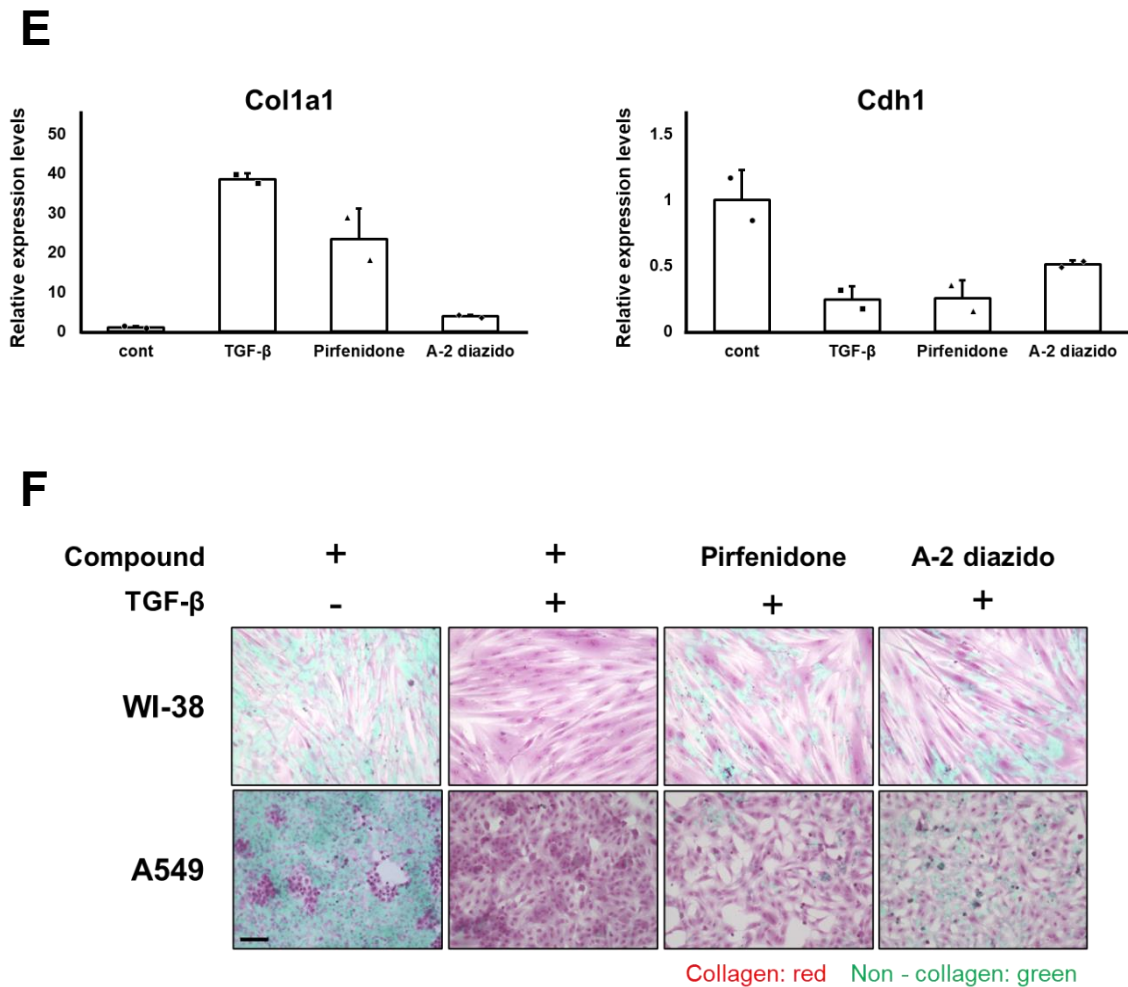 E
Col1a1
Relative expression levels
50
40
30
20
10
0
cont TGF-β Pirfenidone A-2 diazido
Cdh1
Relative expression levels
1.5
1
0.5
0
cont TGF-β Pirfenidone A-2 diazido
F
Compound + + Pirfenidone A-2 diazido
TGF-β - + + +
WI-38
A549
Collagen: red Non - collagen: green